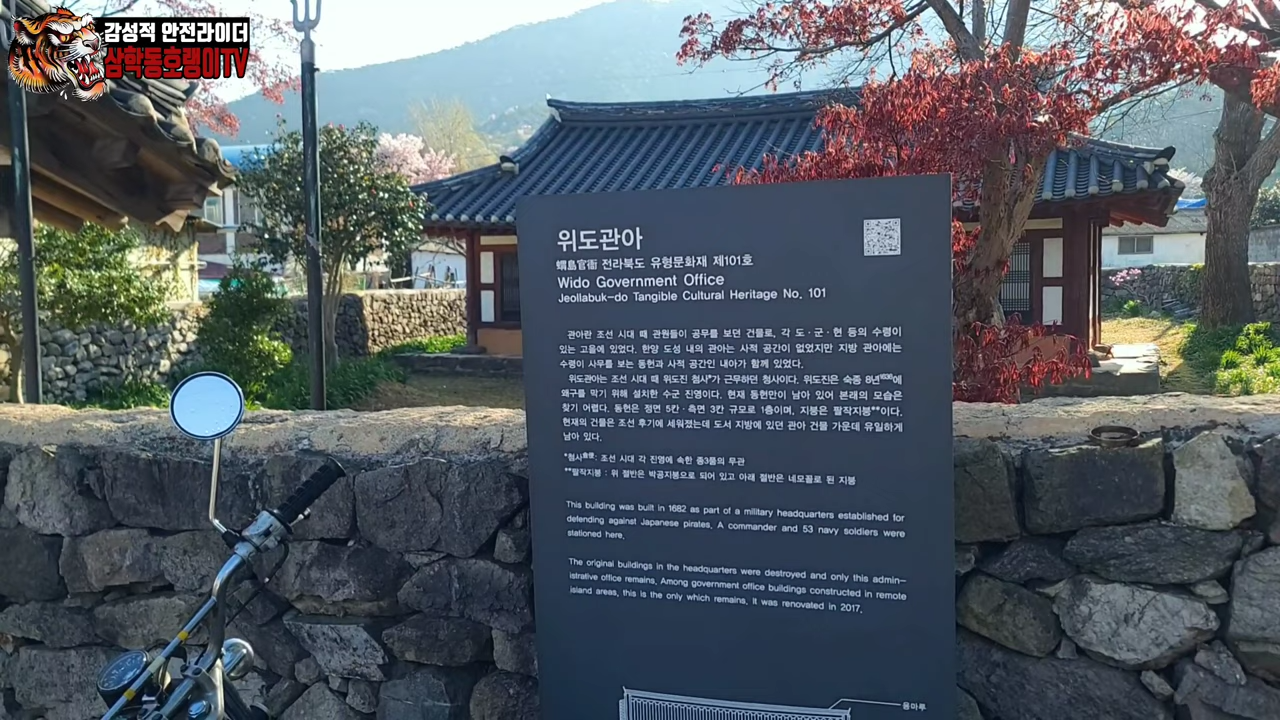 감성적 안전라이더
삼학동호랭이TV
위도관아
蝟島官衙 전라북도 유형문화재 제101호
Wido Government Office
Jeollabuk-do Tangible Cultural Heritage No. 101
관아란 조선 시대 때 관원들이 공무를 보던 건물로, 각 도·군·현 등의 수령이
있는 고을에 있었다. 한양 도성 내의 관아는 사적 공간이 없었지만 지방 관아에는
수령이 사무를 보는 동헌과 사적 공간인 내아가 함께 있었다.
위도관아는 조선 시대 때 위도진 첨사*가 근무하던 청사이다. 위도진은 숙종 8년에
왜구를 막기 위해 설치한 수군 진영이다. 현재 동헌만이 남아 있어 본래의 모습은
찾기 어렵다. 동헌은 정면 5칸·측면 3칸 규모로 1층이며, 지붕은 팔작지붕**이다.
현재의 건물은 조선 후기에 세워졌는데 도서 지방에 있던 관아 건물 가운데 유일하게
남아 있다.
*첨사僉使: 조선 시대 각 진영에 속한 종3품의 무관
**팔작지붕 : 위 절반은 박공지붕으로 되어 있고 아래 절반은 네모꼴로 된 지붕
This building was built in 1682 as part of a military headquarters established for
defending against Japanese pirates. A commander and 53 navy soldiers were
stationed here.
The original buildings in the headquarters were destroyed and only this admin-
istrative office remains. Among government office buildings constructed in remote
island areas, this is the only which remains. It was renovated in 2017.
용마루